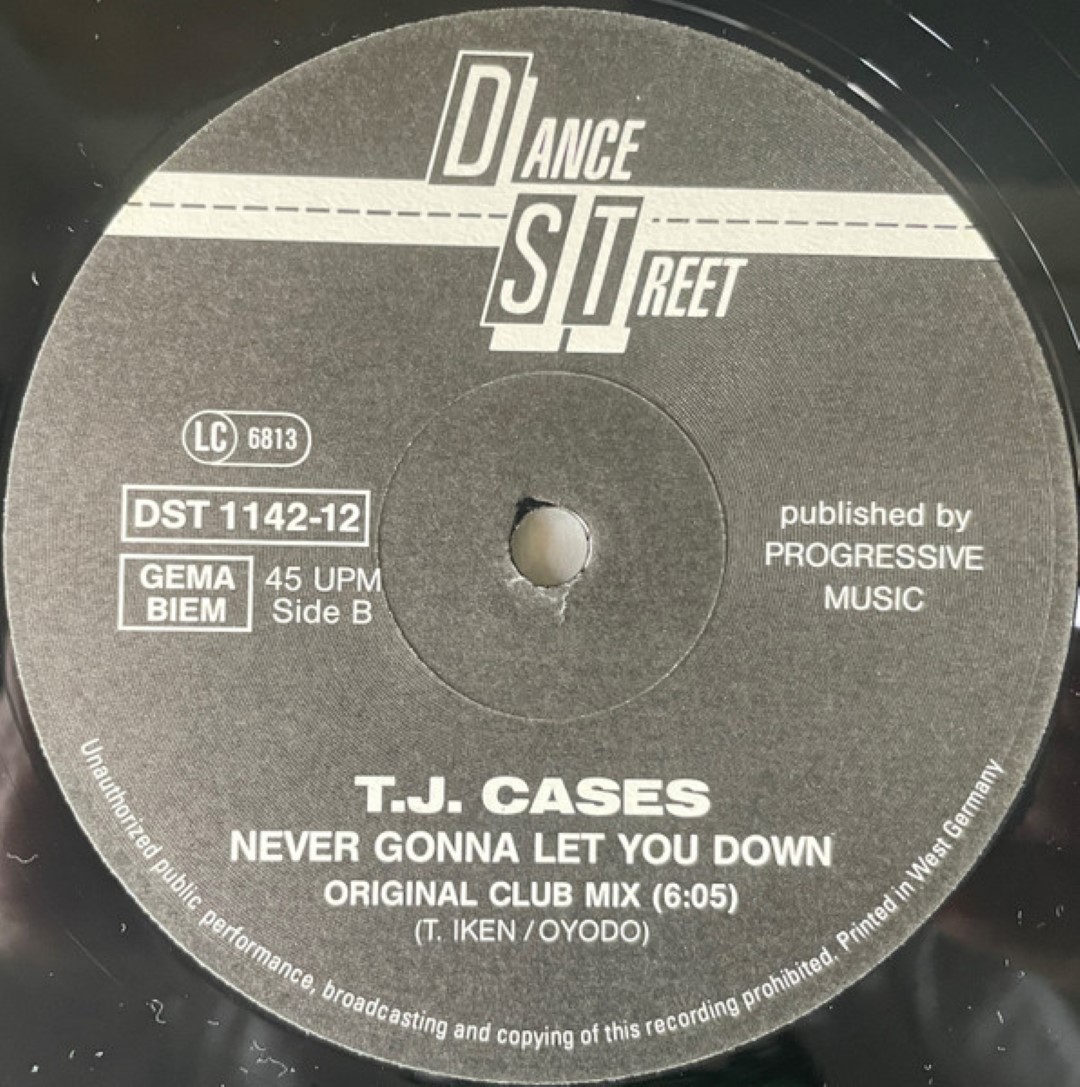 DANCE
STREET
LC 6813
DST 1142-12
GEMA
BIEM
45 UPM
Side B
published by
PROGRESSIVE
MUSIC
T.J. CASES
NEVER GONNA LET YOU DOWN
ORIGINAL CLUB MIX (6:05)
(T. IKEN / OYODO)
Unauthorized public performance, broadcasting and copying of this recording prohibited. Printed in West Germany